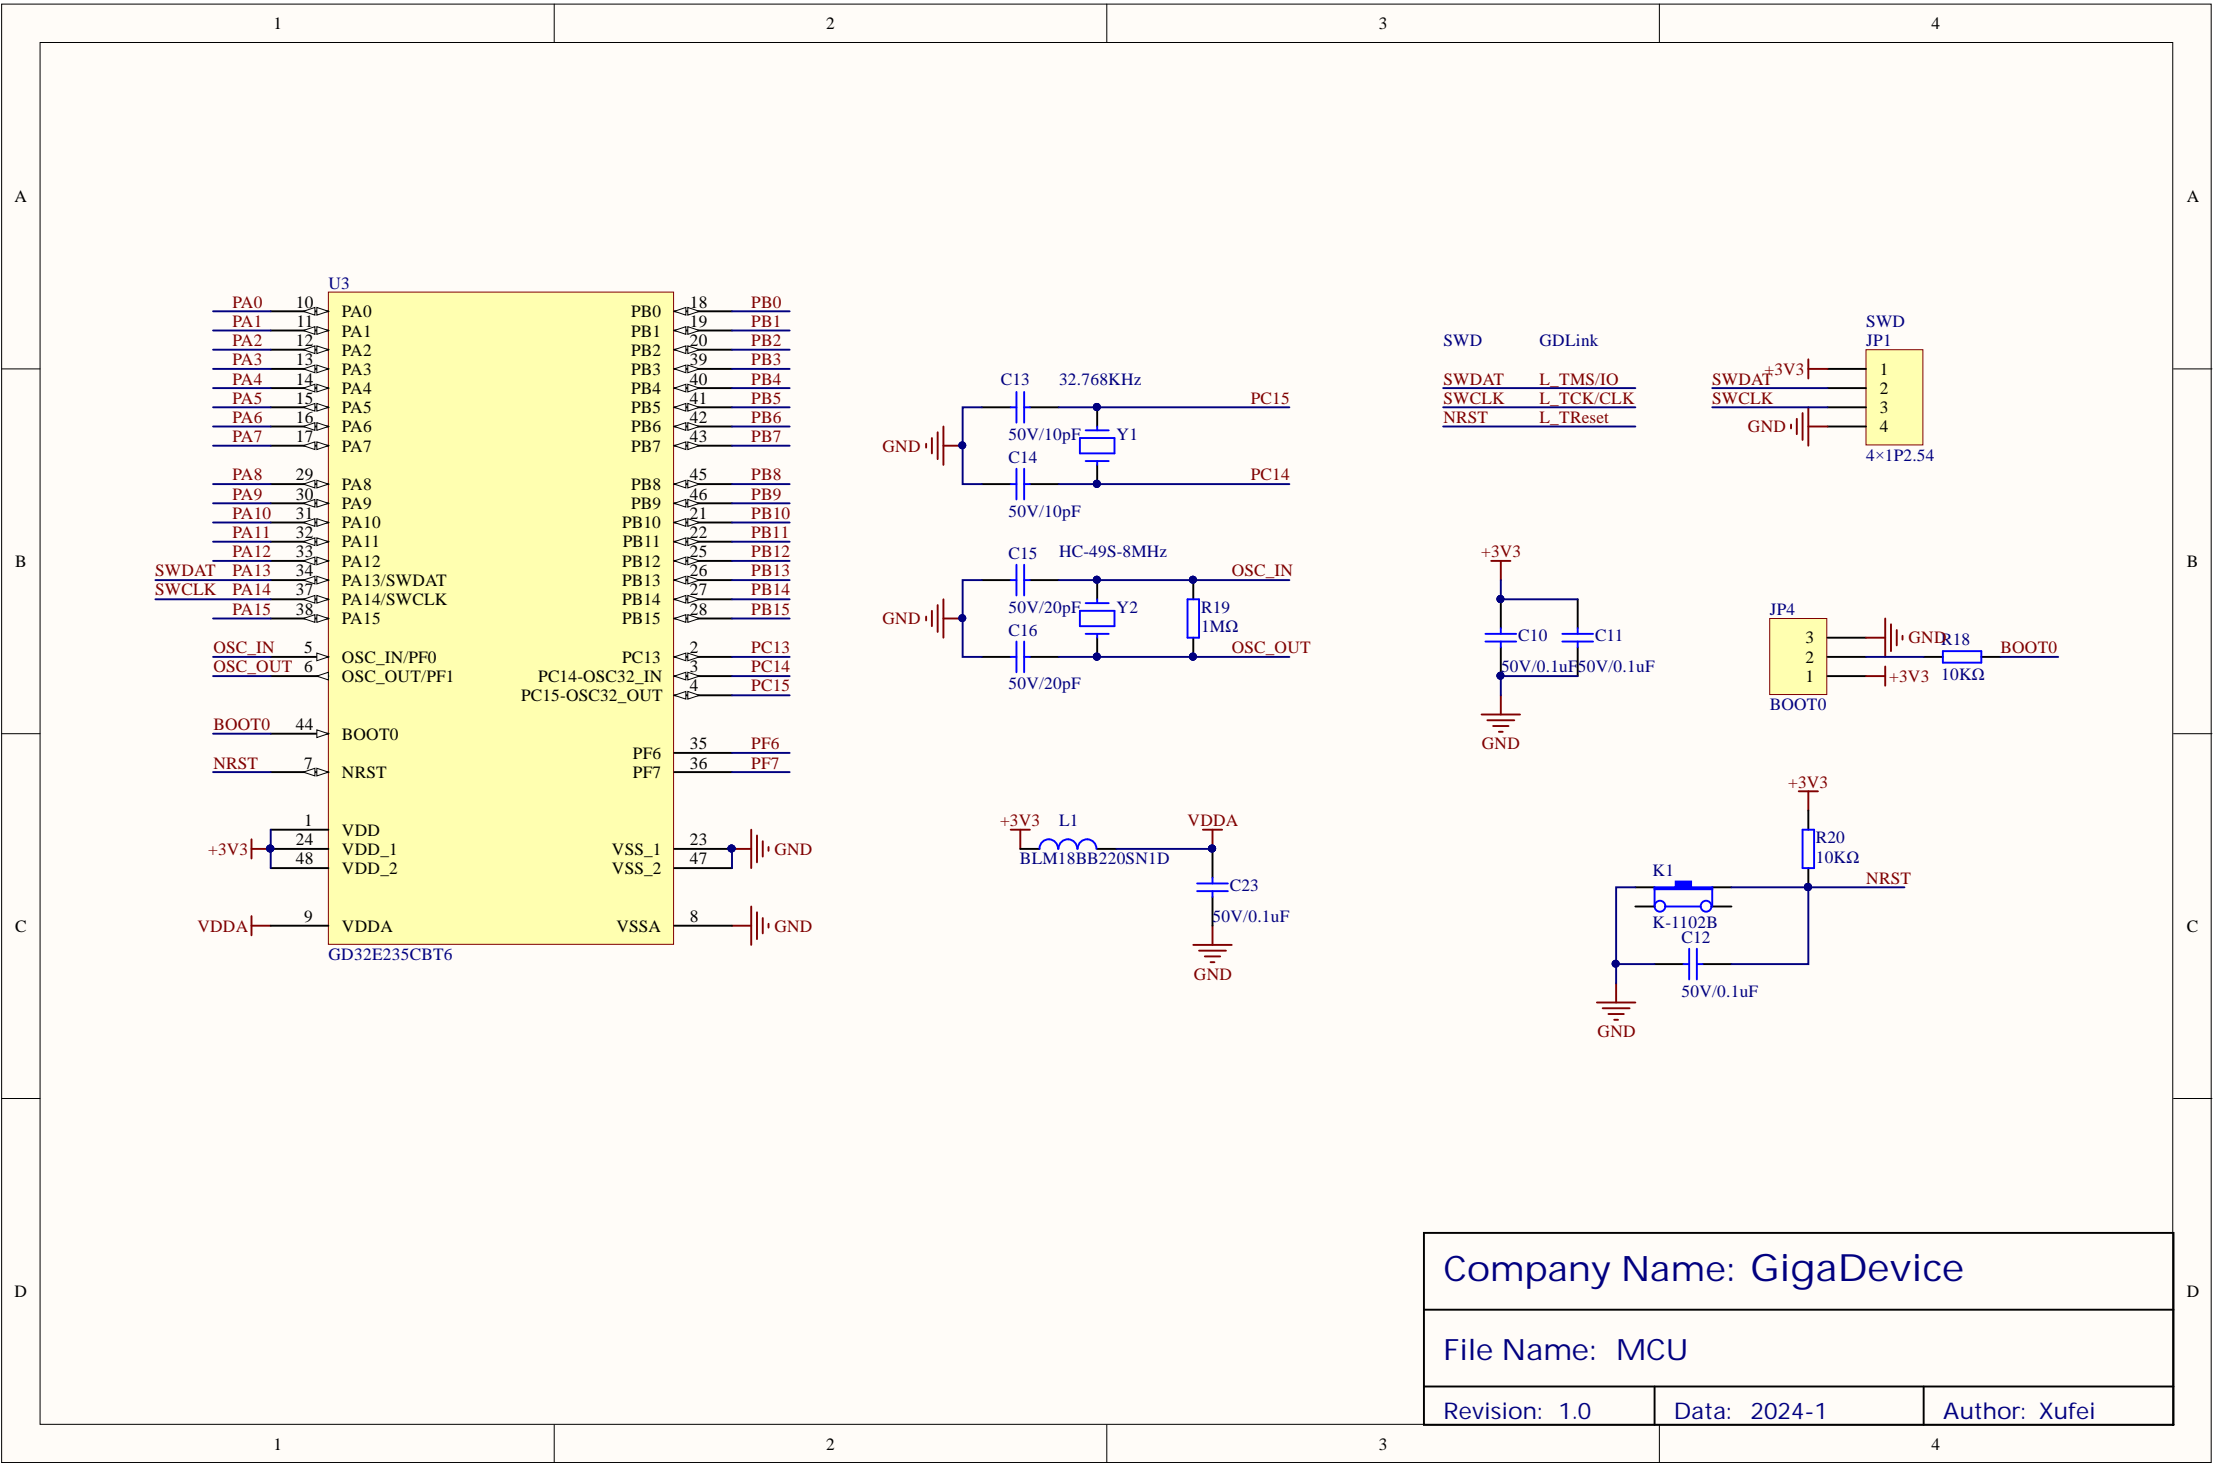 1 2 3 4
A A
B B
C C
D D
U3
PA0 10 PA0 PB0 18 PB0
PA1 11 PA1 PB1 19 PB1
PA2 12 PA2 PB2 20 PB2
PA3 13 PA3 PB3 39 PB3
PA4 14 PA4 PB4 40 PB4
PA5 15 PA5 PB5 41 PB5
PA6 16 PA6 PB6 42 PB6
PA7 17 PA7 PB7 43 PB7
PA8 29 PA8 PB8 45 PB8
PA9 30 PA9 PB9 46 PB9
PA10 31 PA10 PB10 21 PB10
PA11 32 PA11 PB11 22 PB11
PA12 33 PA12 PB12 25 PB12
SWDAT PA13 34 PA13/SWDAT PB13 26 PB13
SWCLK PA14 37 PA14/SWCLK PB14 27 PB14
PA15 38 PA15 PB15 28 PB15
OSC_IN 5 OSC_IN/PF0 PC13 2 PC13
OSC_OUT 6 OSC_OUT/PF1 PC14-OSC32_IN 3 PC14
PC15-OSC32_OUT 4 PC15
BOOT0 44 BOOT0
PF6 35 PF6
NRST 7 NRST PF7 36 PF7
1 VDD
+3V3 24 VDD_1 VSS_1 23 GND
48 VDD_2 VSS_2 47
VDDA 9 VDDA VSSA 8 GND
GD32E235CBT6
C13 32.768KHz
PC15
50V/10pF Y1
GND
C14
PC14
50V/10pF
C15 HC-49S-8MHz
OSC_IN
50V/20pF Y2 R19
GND
C16 1MΩ
OSC_OUT
50V/20pF
+3V3 L1 VDDA
BLM18BB220SN1D
C23
50V/0.1uF
GND
SWD GDLink
SWDAT L_TMS/IO
SWCLK L_TCK/CLK
NRST L_TReset
SWD
JP1
+3V3 1
SWDAT 2
SWCLK 3
GND 4
4×1P2.54
+3V3
C10 C11
50V/0.1uF 50V/0.1uF
GND
JP4
3 GND R18
2 BOOT0
1 +3V3 10KΩ
BOOT0
+3V3
R20
10KΩ
K1 NRST
K-1102B
C12
50V/0.1uF
GND
Company Name: GigaDevice
File Name: MCU
Revision: 1.0 Data: 2024-1 Author: Xufei
1 2 3 4